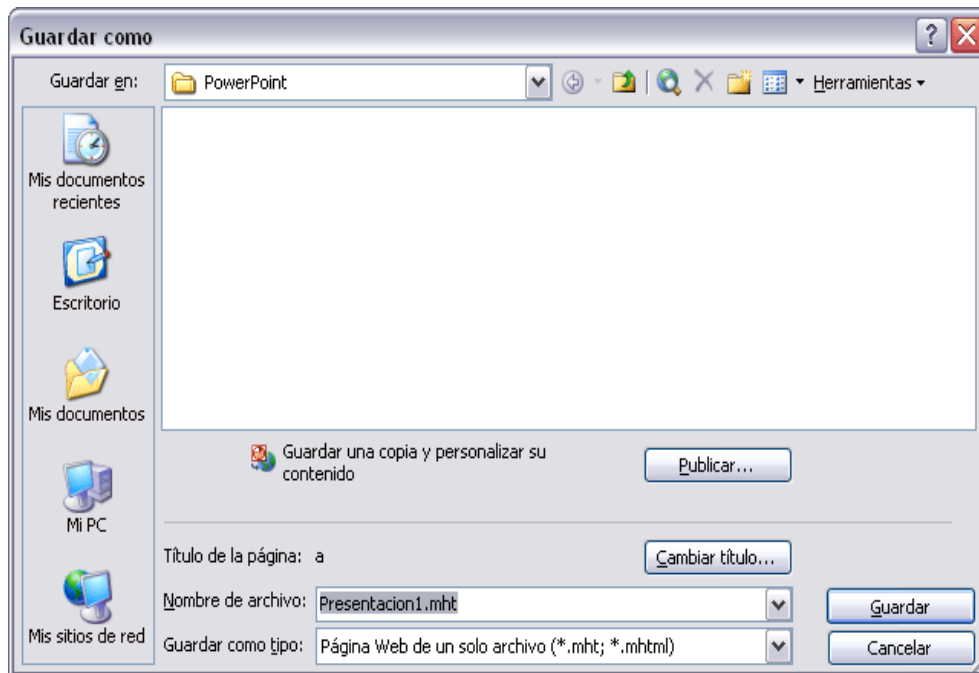 Guardar como
Guardar en:
PowerPoint
Herramientas
Mis documentos
recientes
Escritorio
Mis documentos
Mi PC
Mis sitios de red
Guardar una copia y personalizar su
contenido
Publicar...
Título de la página: a
Cambiar título...
Nombre de archivo: Presentacion1.mht
Guardar
Guardar como tipo: Página Web de un solo archivo (*.mht; *.mhtml)
Cancelar